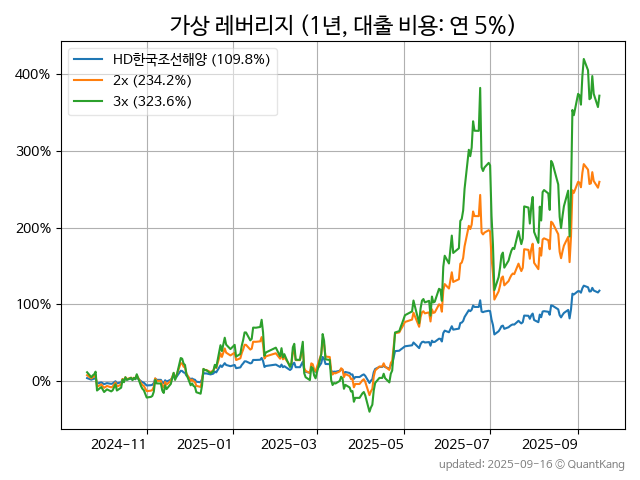 가상 레버리지 (1년, 대출 비용: 연 5%)
HD한국조선해양 (109.8%)
2x (234.2%)
3x (323.6%)
400%
300%
200%
100%
0%
2024-11
2025-01
2025-03
2025-05
2025-07
2025-09
updated: 2025-09-16 © QuantKang